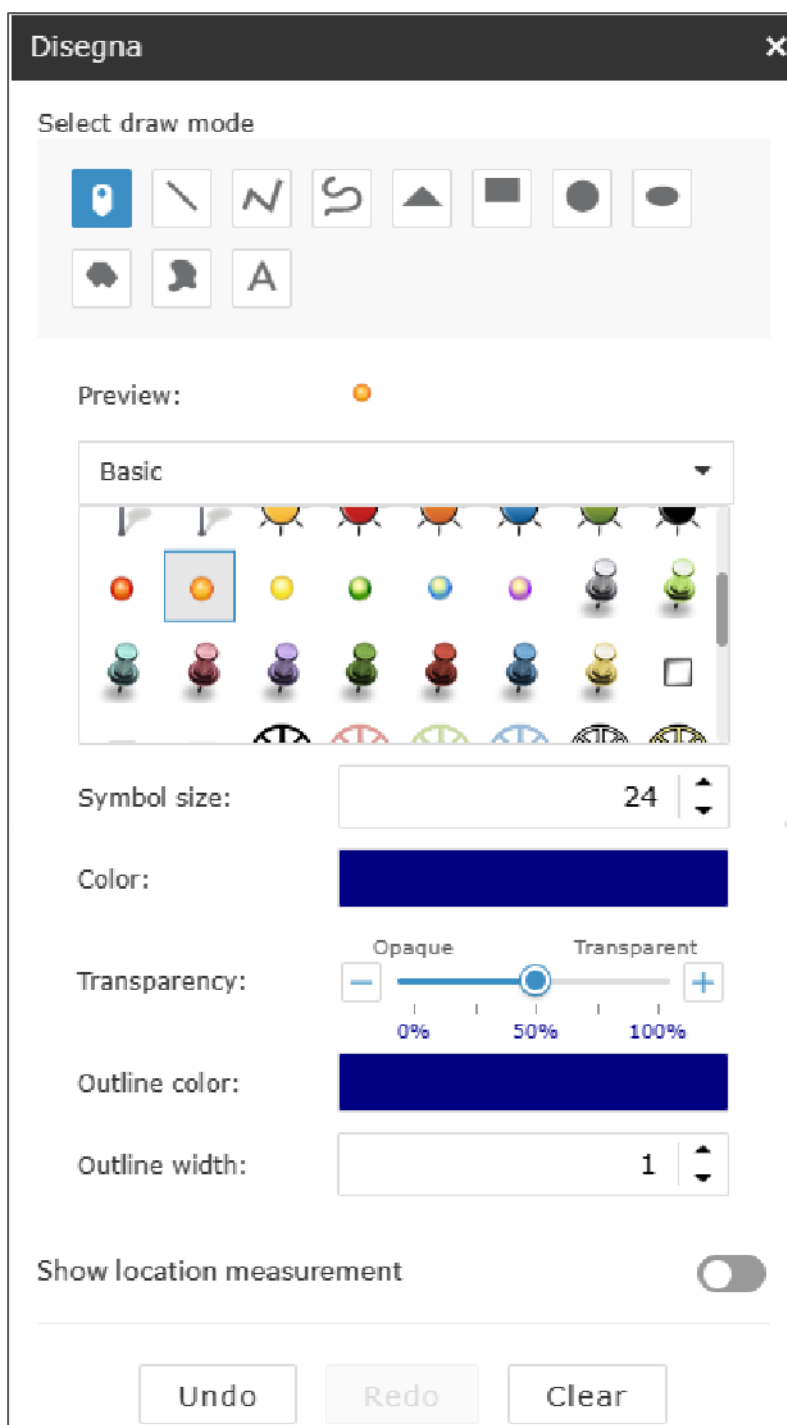 Disegna
Select draw mode
A
Preview:
Basic
Symbol size: 24
Color:
Opaque Transparent
Transparency:
0% 50% 100%
Outline color:
Outline width: 1
Show location measurement
Undo Redo Clear